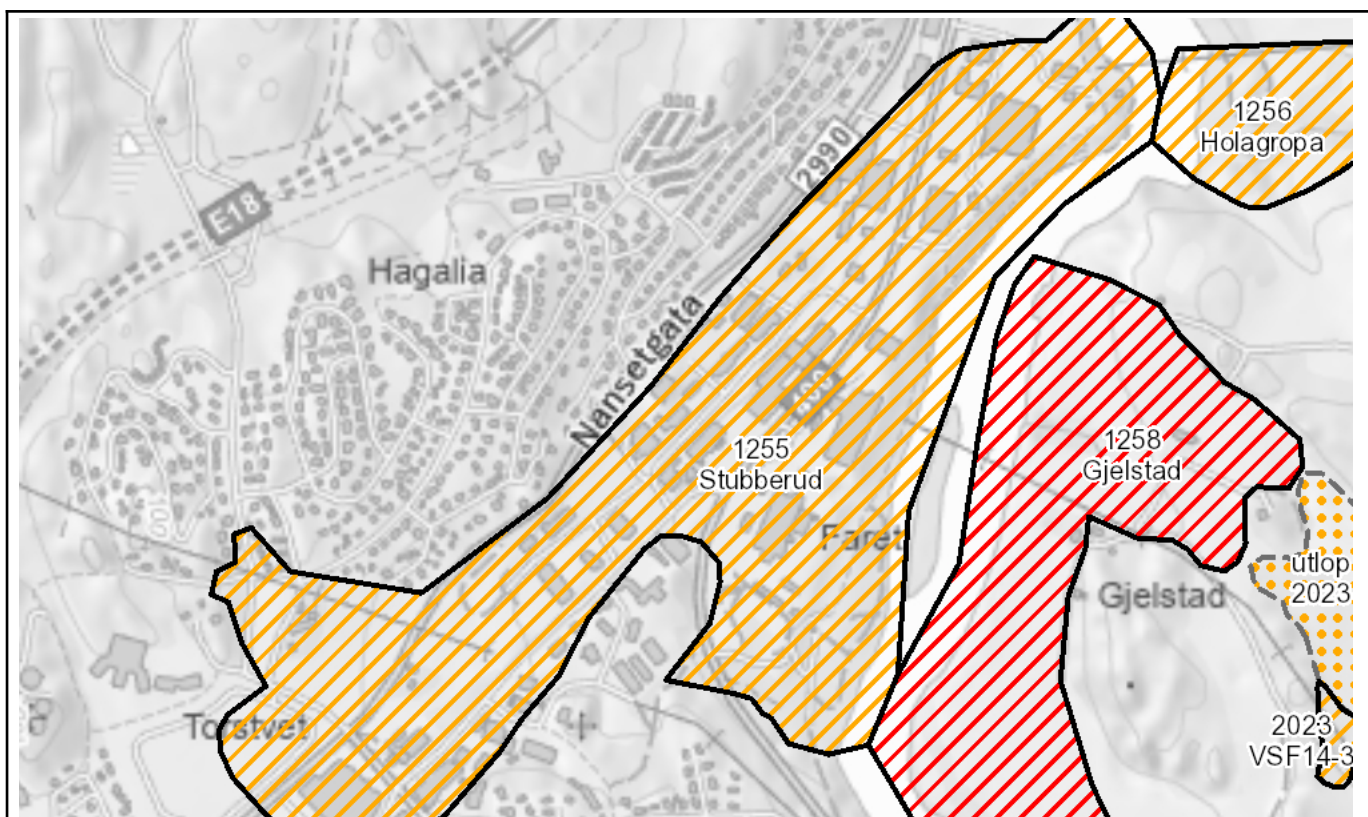 1256
Holagropa
2990
E18
Hagalia
Nansetgata
1258
Gjelstad
1255
Stubberud
utlop
2023
Gjelstad
Torstvet
2023
VSF14-3